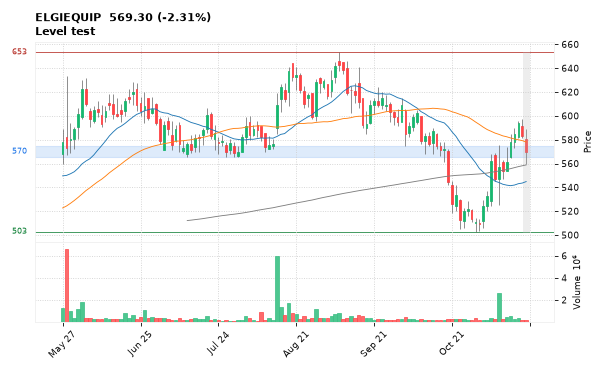 ELGIEQUIP 569.30 (-2.31%)
Level test
653
570
503
660
640
620
600
580
560
540
520
500
Price
6
4
2
Volume 10⁶
May 27
Jun 25
Jul 24
Aug 21
Sep 21
Oct 21